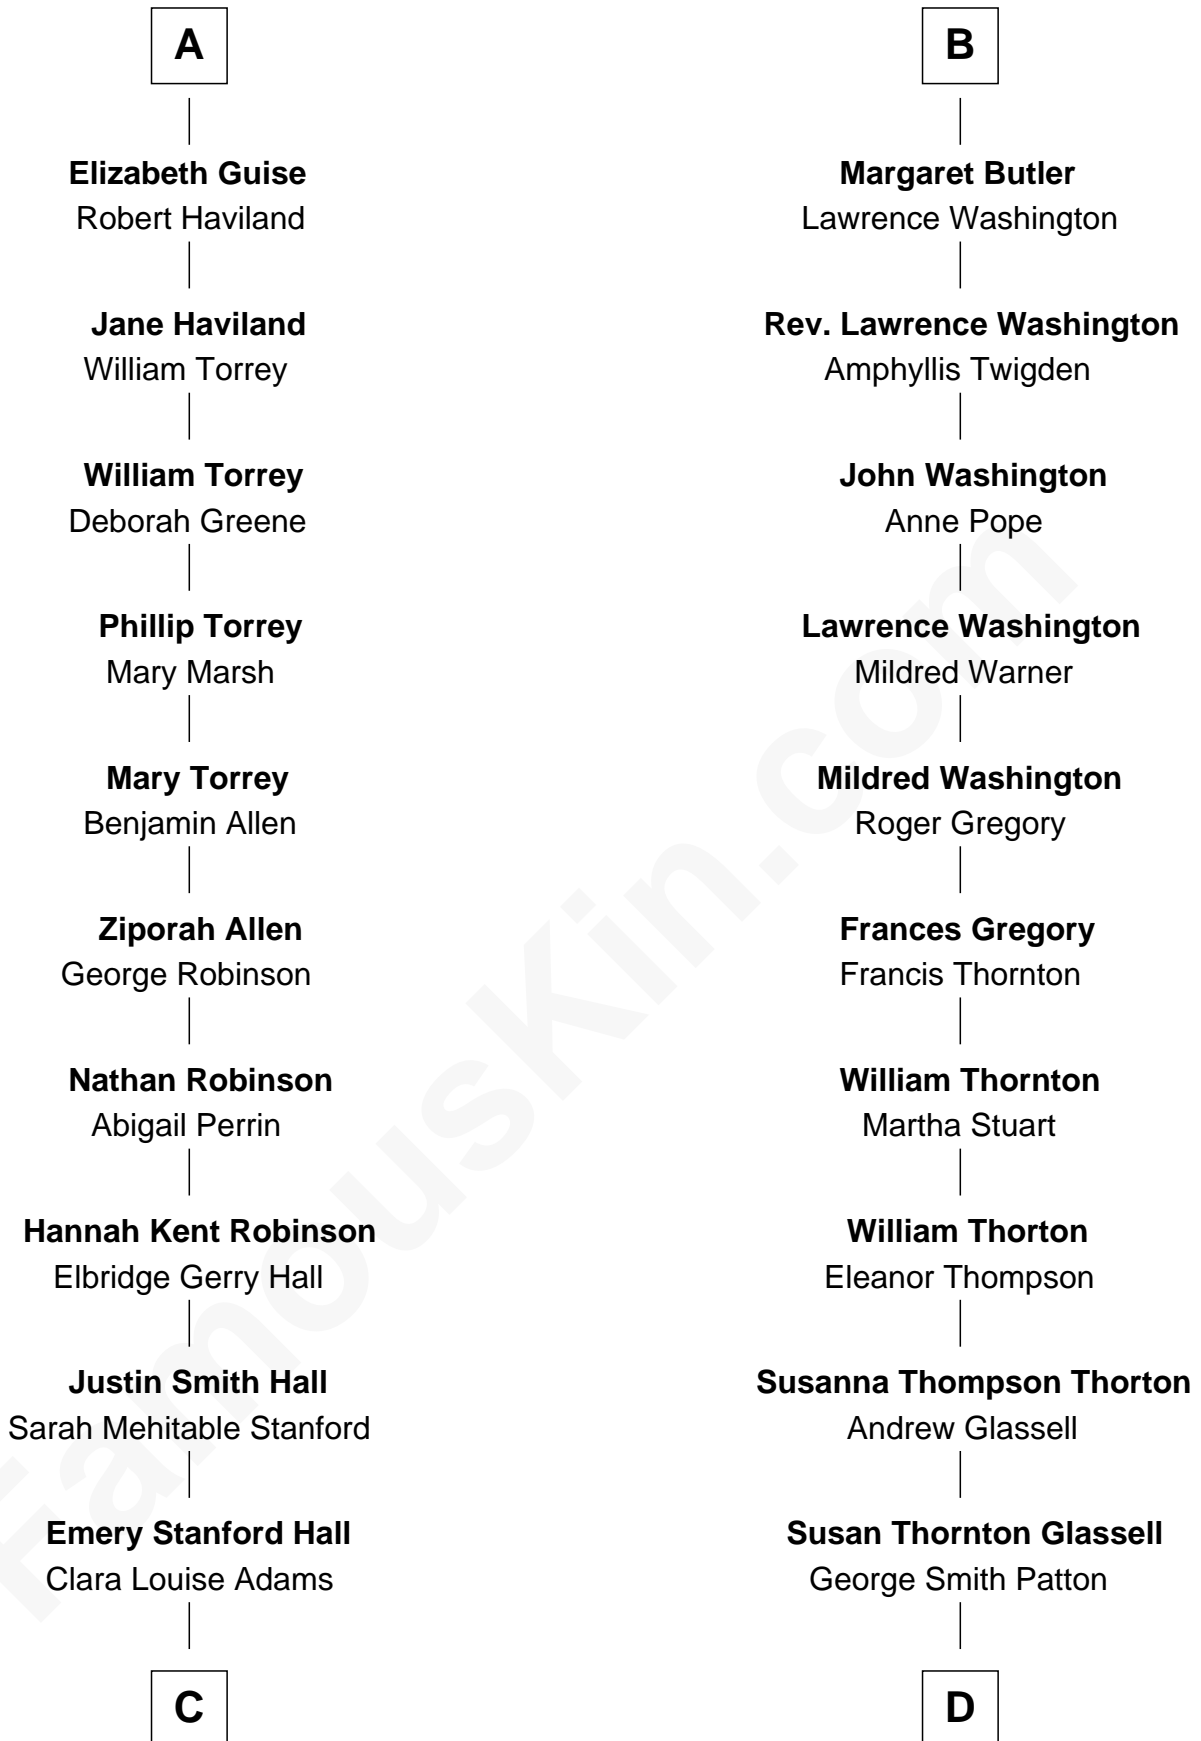 A
Elizabeth Guise
Robert Haviland
Jane Haviland
William Torrey
William Torrey
Deborah Greene
Phillip Torrey
Mary Marsh
Mary Torrey
Benjamin Allen
Ziporah Allen
George Robinson
Nathan Robinson
Abigail Perrin
Hannah Kent Robinson
Elbridge Gerry Hall
Justin Smith Hall
Sarah Mehitable Stanford
Emery Stanford Hall
Clara Louise Adams
C
B
Margaret Butler
Lawrence Washington
Rev. Lawrence Washington
Amphyllis Twigden
John Washington
Anne Pope
Lawrence Washington
Mildred Warner
Mildred Washington
Roger Gregory
Frances Gregory
Francis Thornton
William Thornton
Martha Stuart
William Thorton
Eleanor Thompson
Susanna Thompson Thorton
Andrew Glassell
Susan Thornton Glassell
George Smith Patton
D
FamousKin.com